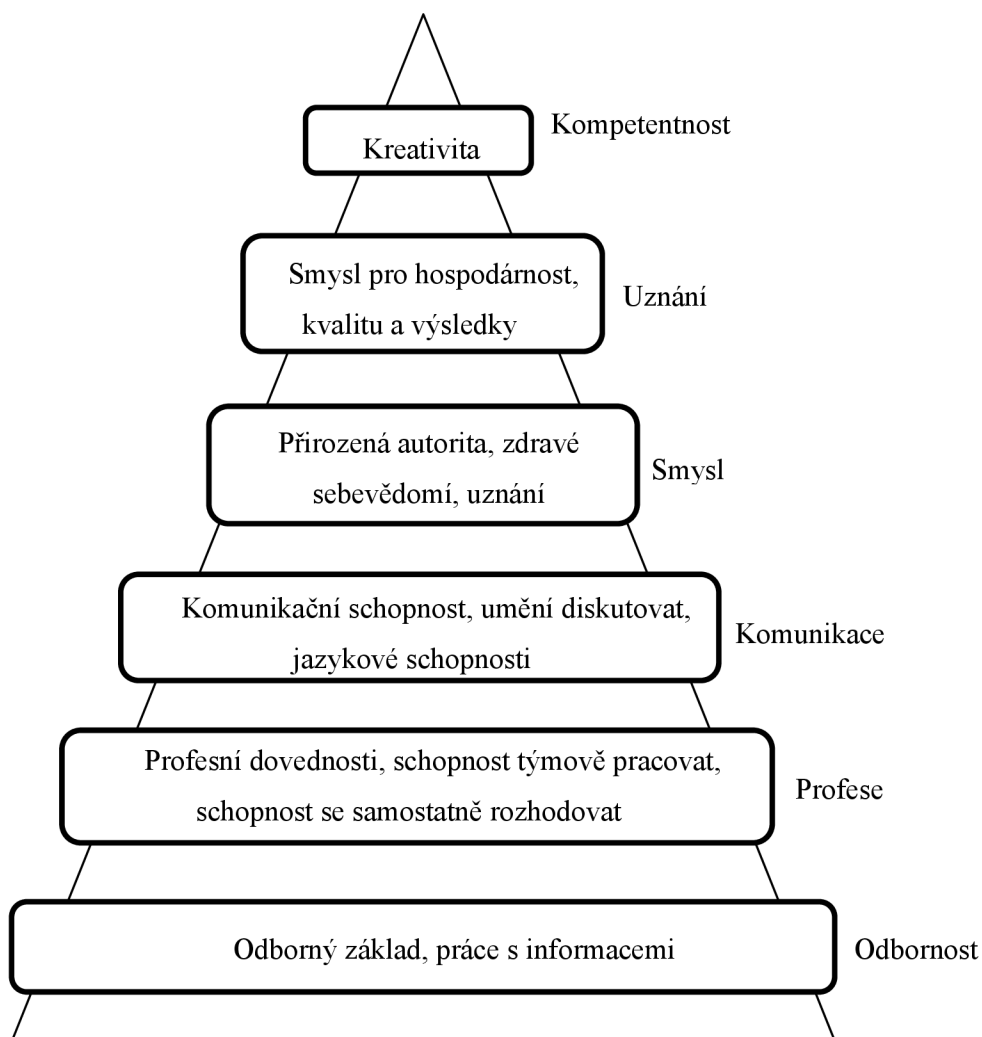 Kompetentnost
Kreativita
Smysl pro hospodárnost,
kvalitu a výsledky
Uznání
Přirozená autorita, zdravé
sebevědomí, uznání
Smysl
Komunikační schopnost, umění diskutovat,
jazykové schopnosti
Komunikace
Profesní dovednosti, schopnost týmově pracovat,
schopnost se samostatně rozhodovat
Profese
Odborný základ, práce s informacemi
Odbornost